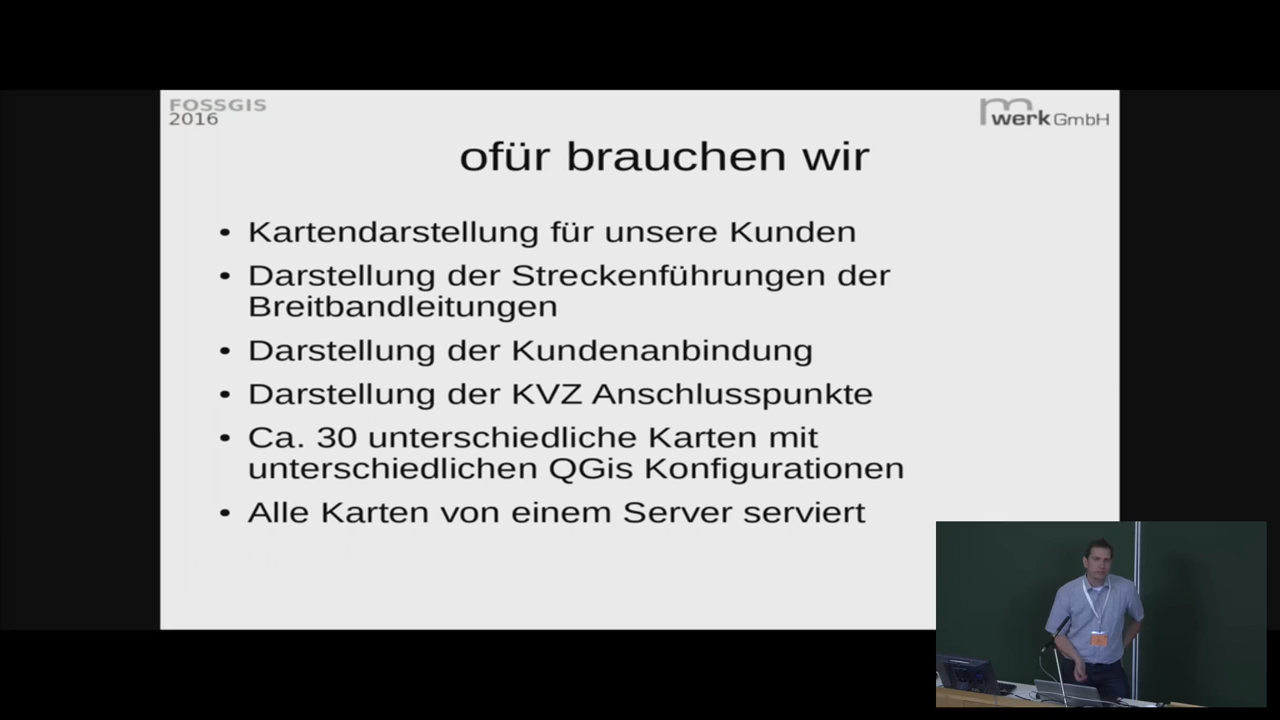 FOSSGIS
2016
mwerk GmbH
ofür brauchen wir
• Kartendarstellung für unsere Kunden
• Darstellung der Streckenführungen der
Breitbandleitungen
• Darstellung der Kundenanbindung
• Darstellung der KVZ Anschlusspunkte
• Ca. 30 unterschiedliche Karten mit
unterschiedlichen QGis Konfigurationen
• Alle Karten von einem Server serviert